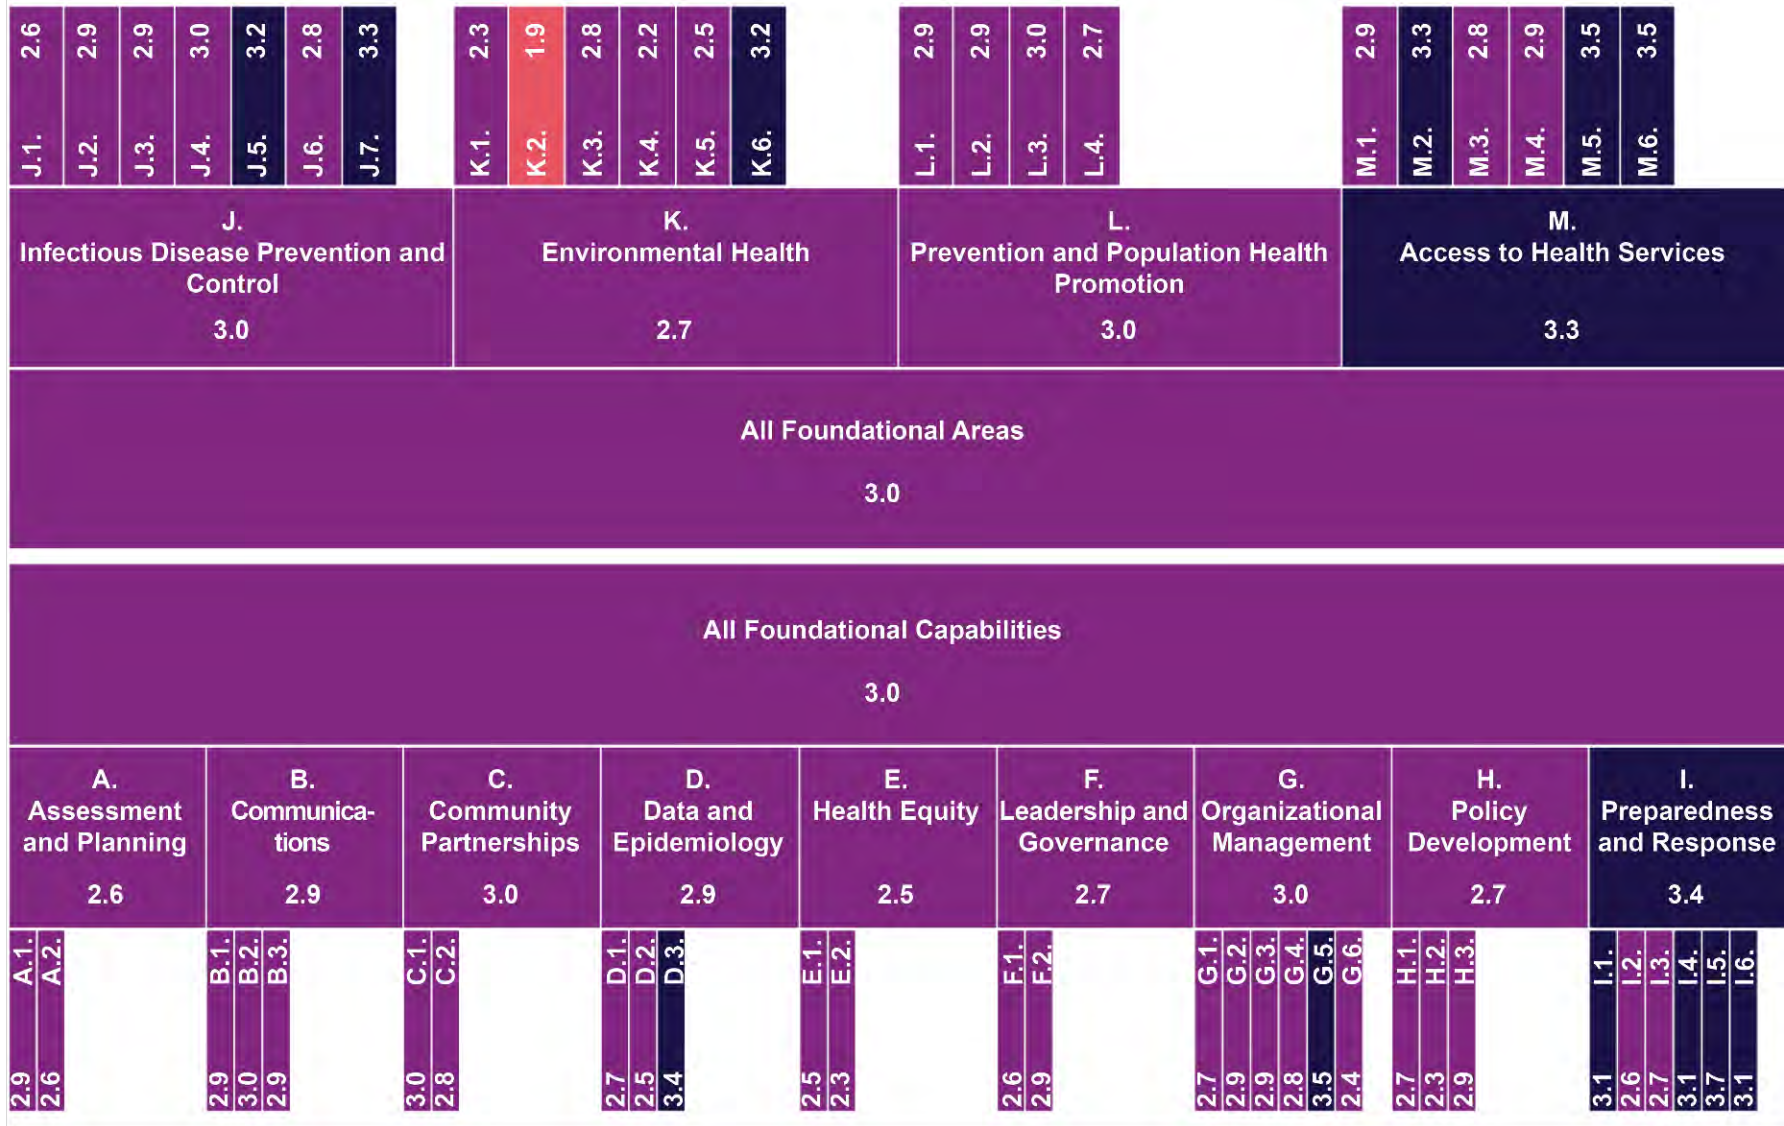 J.1. 2.6
J.2. 2.9
J.3. 2.9
J.4. 3.0
J.5. 3.2
J.6. 2.8
J.7. 3.3
K.1. 2.3
K.2. 1.9
K.3. 2.8
K.4. 2.2
K.5. 2.5
K.6. 3.2
L.1. 2.9
L.2. 2.9
L.3. 3.0
L.4. 2.7
M.1. 2.9
M.2. 3.3
M.3. 2.8
M.4. 2.9
M.5. 3.5
M.6. 3.5
J.
Infectious Disease Prevention and
Control
3.0
K.
Environmental Health
2.7
L.
Prevention and Population Health
Promotion
3.0
M.
Access to Health Services
3.3
All Foundational Areas
3.0
All Foundational Capabilities
3.0
A.
Assessment
and Planning
2.6
B.
Communica-
tions
2.9
C.
Community
Partnerships
3.0
D.
Data and
Epidemiology
2.9
E.
Health Equity
2.5
F.
Leadership and
Governance
2.7
G.
Organizational
Management
3.0
H.
Policy
Development
2.7
I.
Preparedness
and Response
3.4
2.9 A.1.
2.6 A.2.
2.9 B.1.
3.0 B.2.
2.9 B.3.
3.0 C.1.
2.8 C.2.
2.7 D.1.
2.5 D.2.
3.4 D.3.
2.5 E.1.
2.3 E.2.
2.6 F.1.
2.9 F.2.
2.7 G.1.
2.9 G.2.
2.9 G.3.
2.8 G.4.
3.5 G.5.
2.4 G.6.
2.7 H.1.
2.3 H.2.
2.9 H.3.
3.1 I.1.
2.6 I.2.
2.7 I.3.
3.1 I.4.
3.7 I.5.
3.1 I.6.